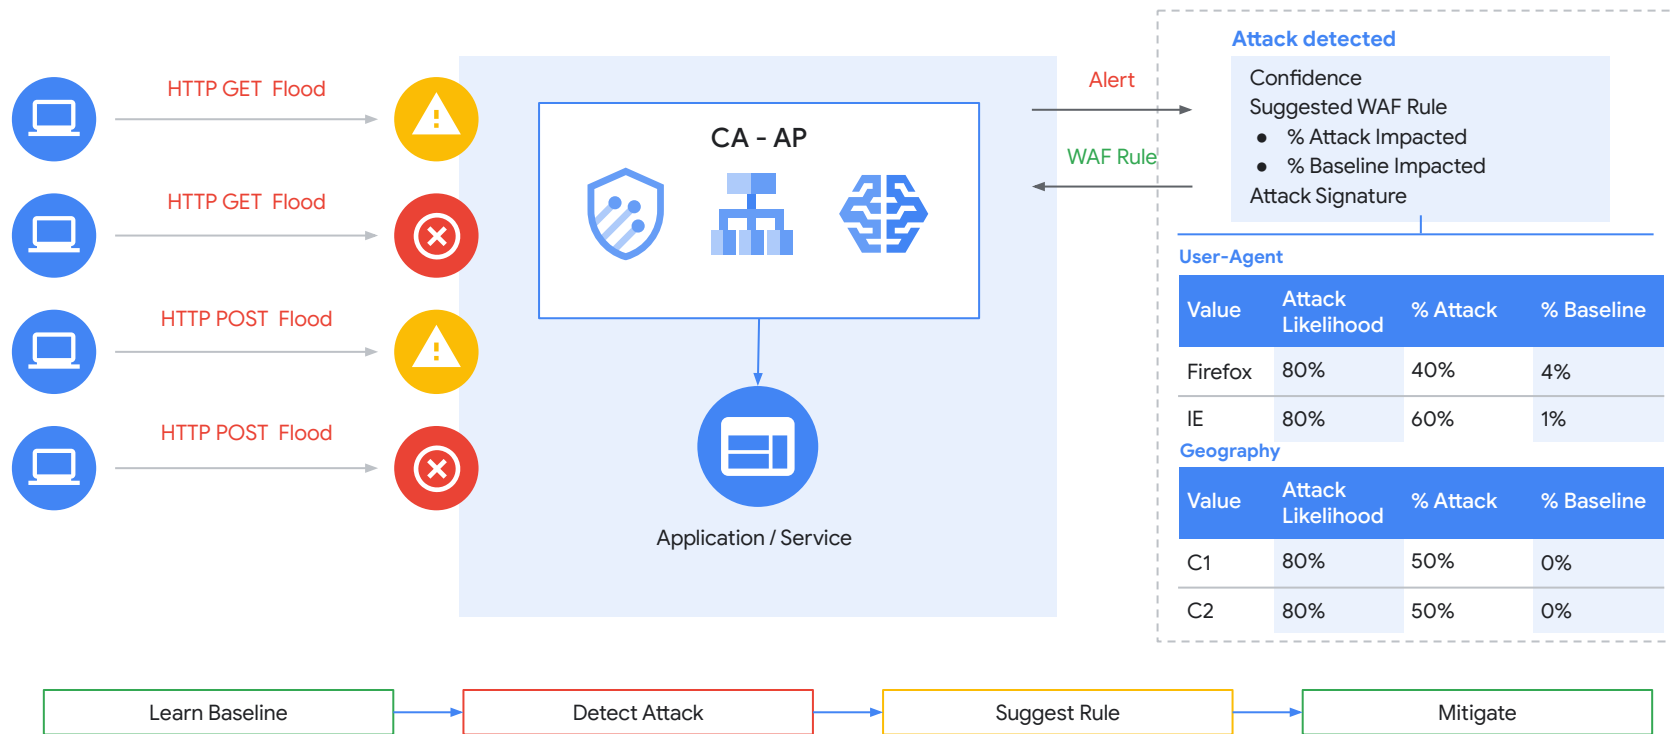 HTTP GET Flood
HTTP GET Flood
HTTP POST Flood
HTTP POST Flood
CA - AP
Application / Service
Alert
WAF Rule
Attack detected
Confidence
Suggested WAF Rule
● % Attack Impacted
● % Baseline Impacted
Attack Signature
User-Agent
Value Attack Likelihood % Attack % Baseline
Firefox 80% 40% 4%
IE 80% 60% 1%
Geography
Value Attack Likelihood % Attack % Baseline
C1 80% 50% 0%
C2 80% 50% 0%
Learn Baseline
Detect Attack
Suggest Rule
Mitigate